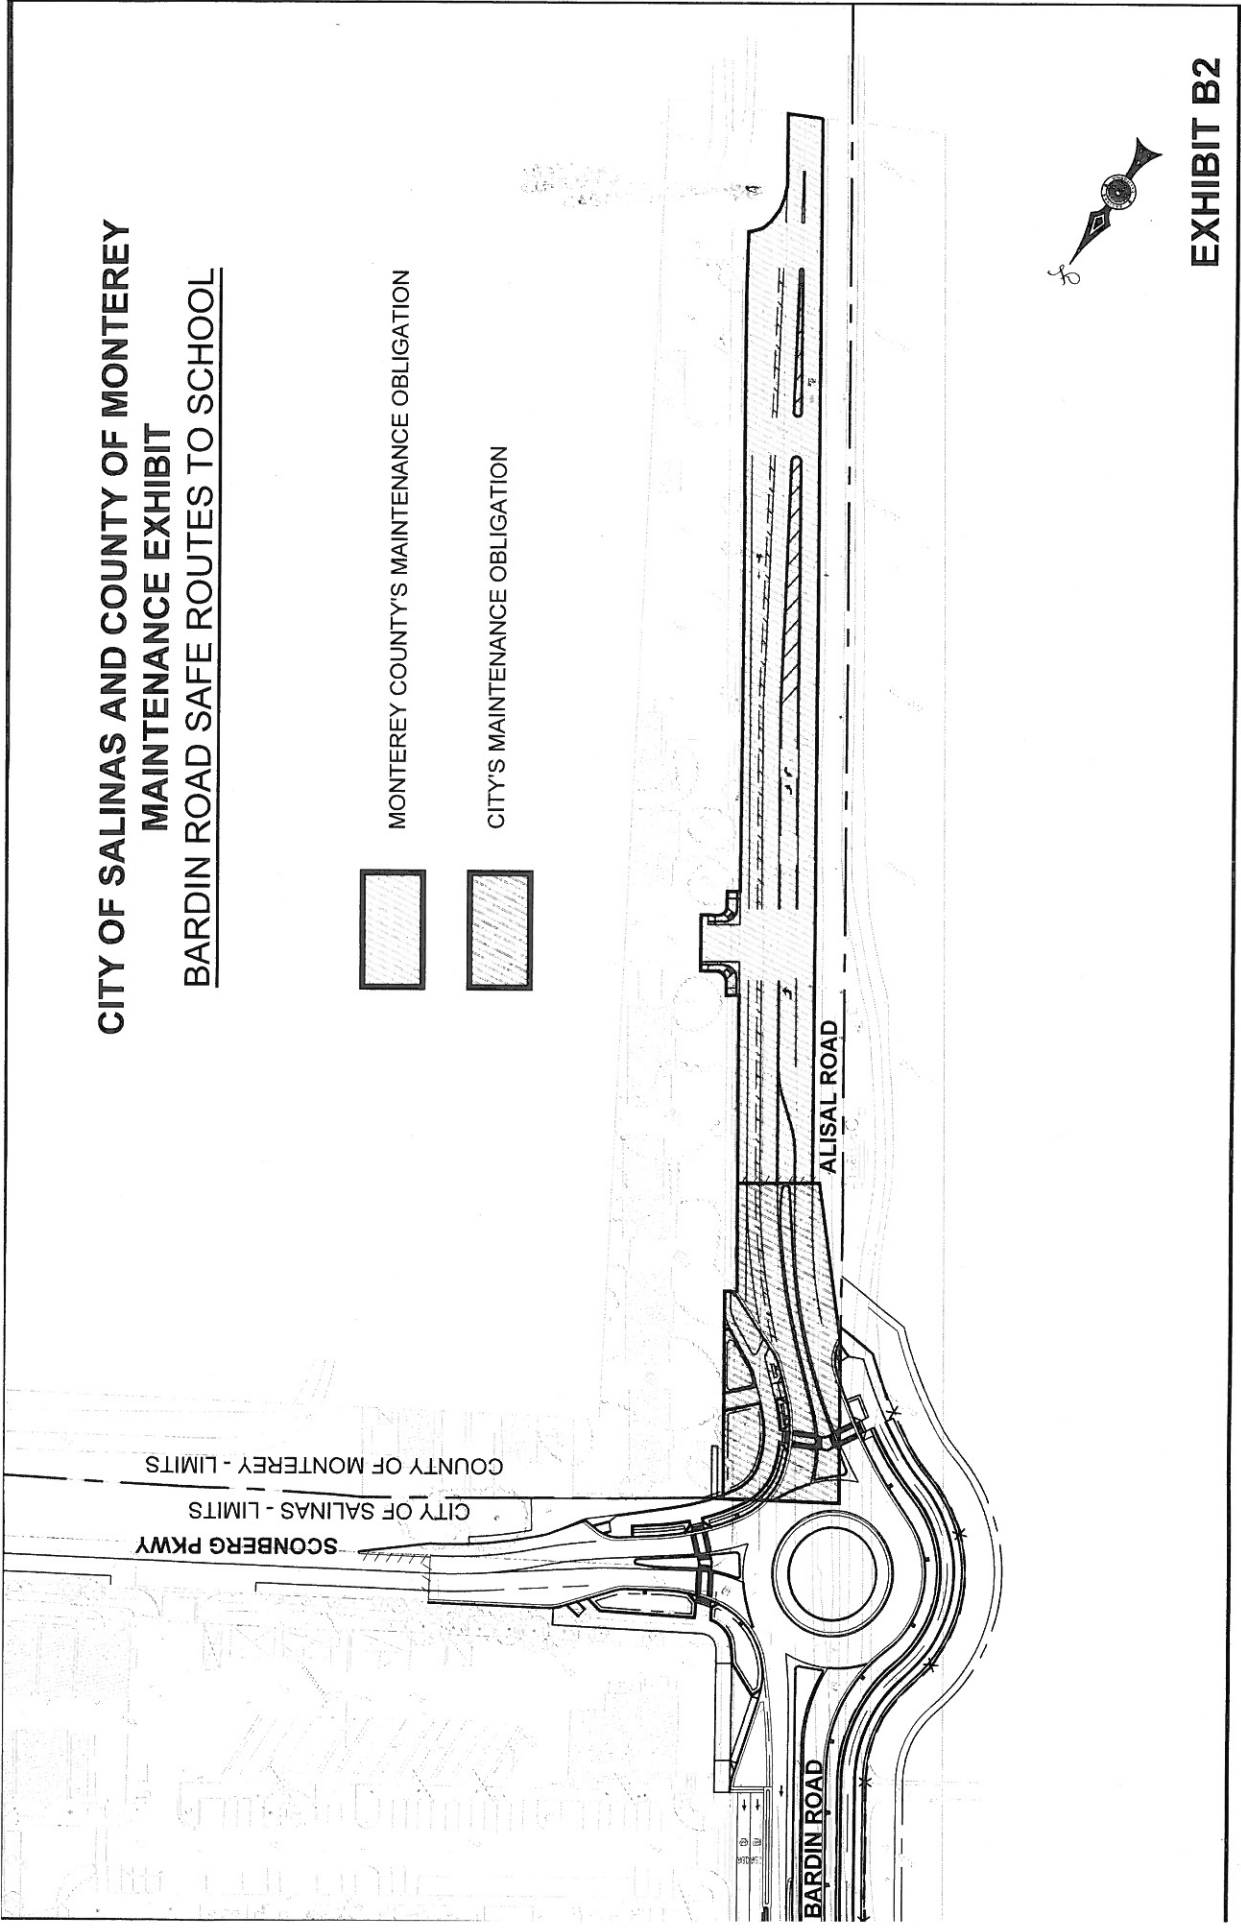 CITY OF SALINAS AND COUNTY OF MONTEREY
MAINTENANCE EXHIBIT
BARDIN ROAD SAFE ROUTES TO SCHOOL
MONTEREY COUNTY'S MAINTENANCE OBLIGATION
CITY'S MAINTENANCE OBLIGATION
COUNTY OF MONTEREY - LIMITS
CITY OF SALINAS - LIMITS
SCONBERG PKWY
ALISAL ROAD
BARDIN ROAD
EXHIBIT B2